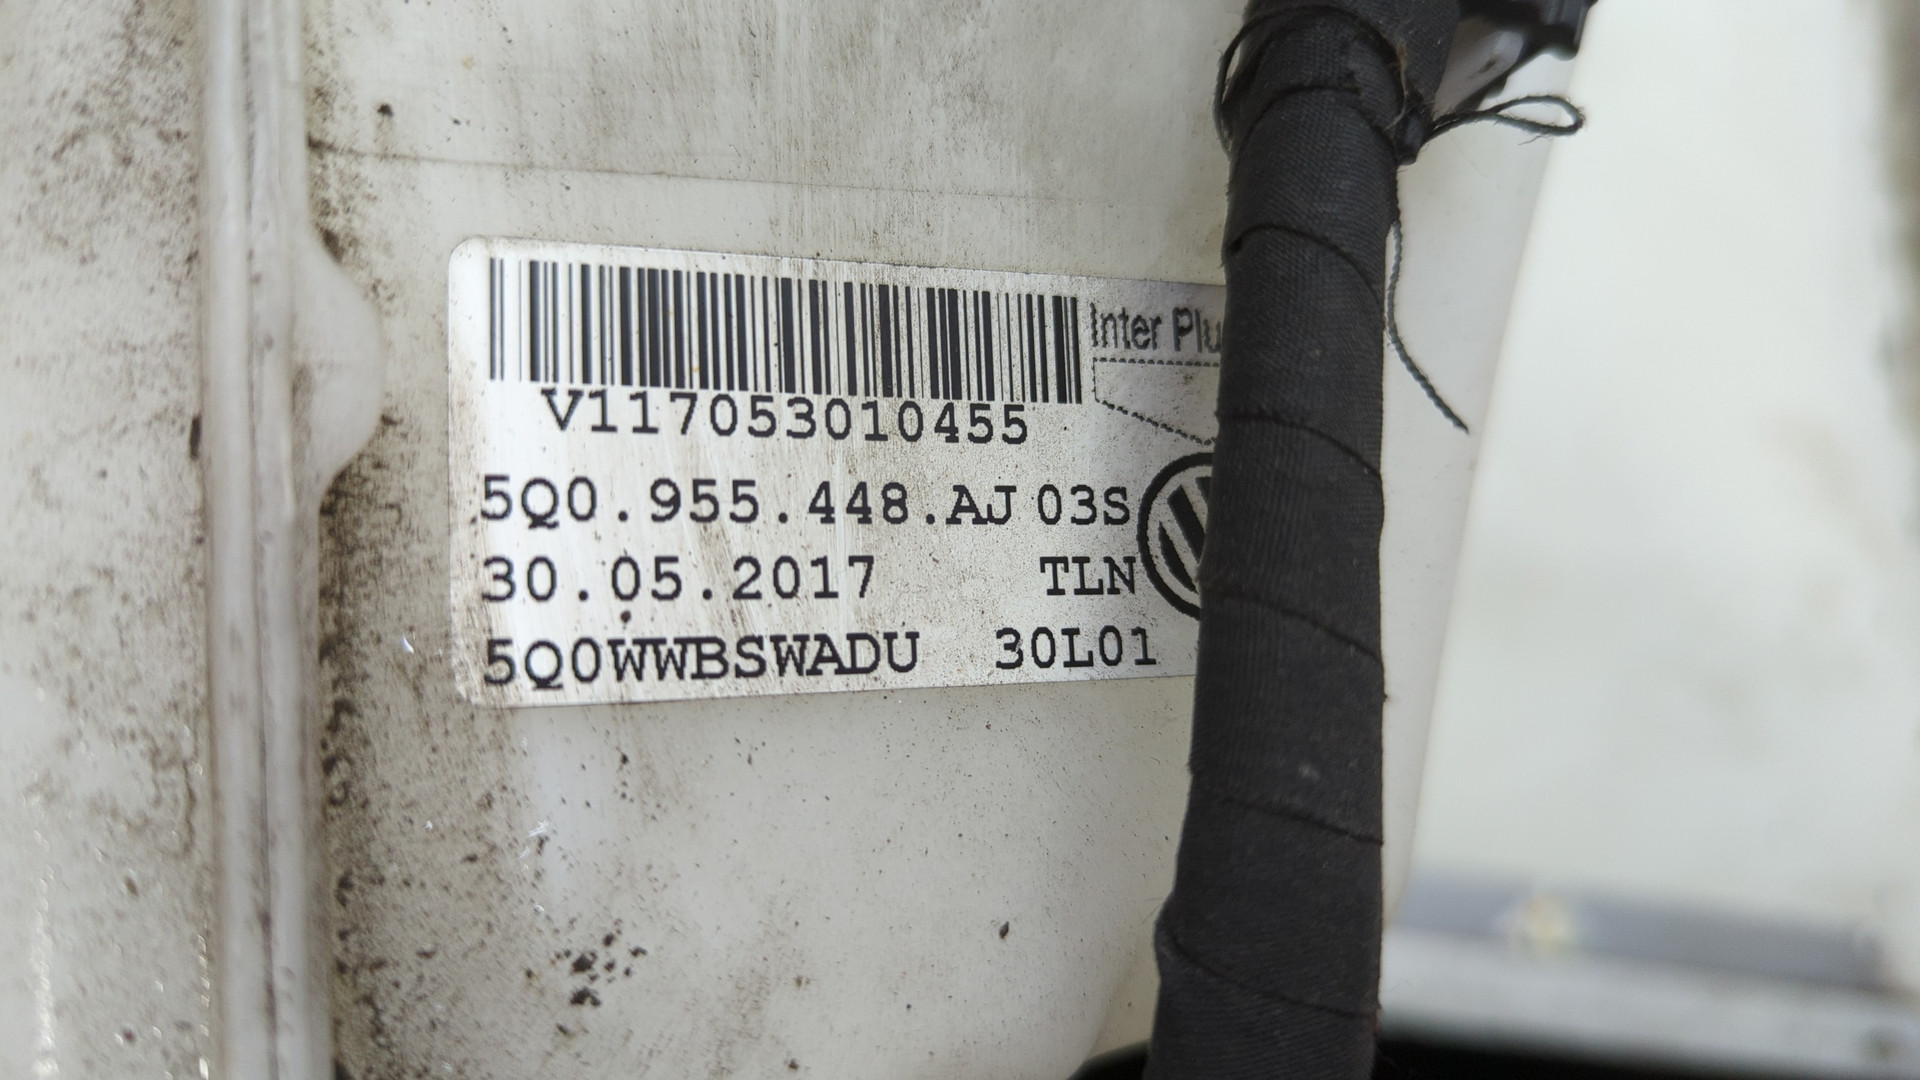 Inter Plu
V117053010455
5Q0.955.448.AJ 03S
30.05.2017 TLN
5Q0WWBSWADU 30L01